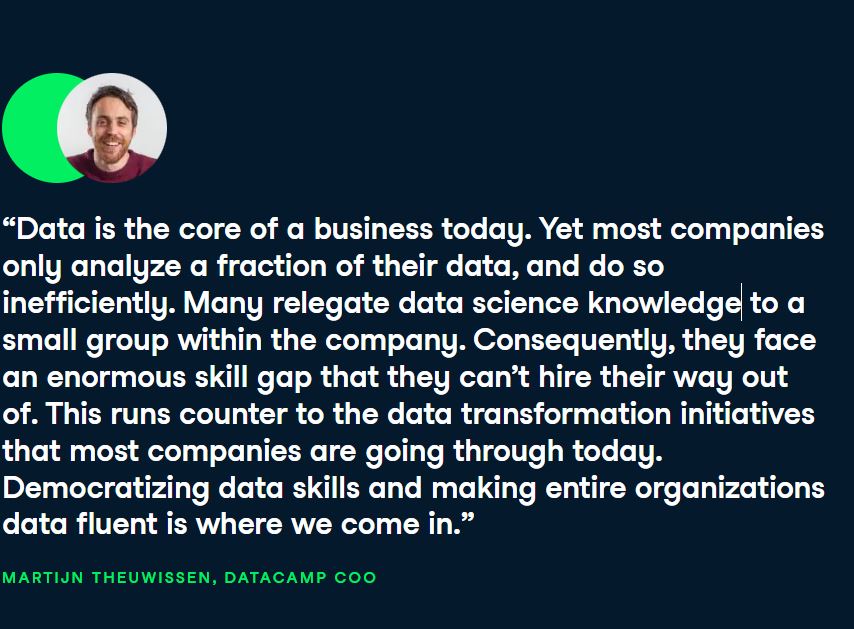 “Data is the core of a business today. Yet most companies
only analyze a fraction of their data, and do so
inefficiently. Many relegate data science knowledge to a
small group within the company. Consequently, they face
an enormous skill gap that they can’t hire their way out
of. This runs counter to the data transformation initiatives
that most companies are going through today.
Democratizing data skills and making entire organizations
data fluent is where we come in.”
MARTIJN THEUWISSEN, DATACAMP COO